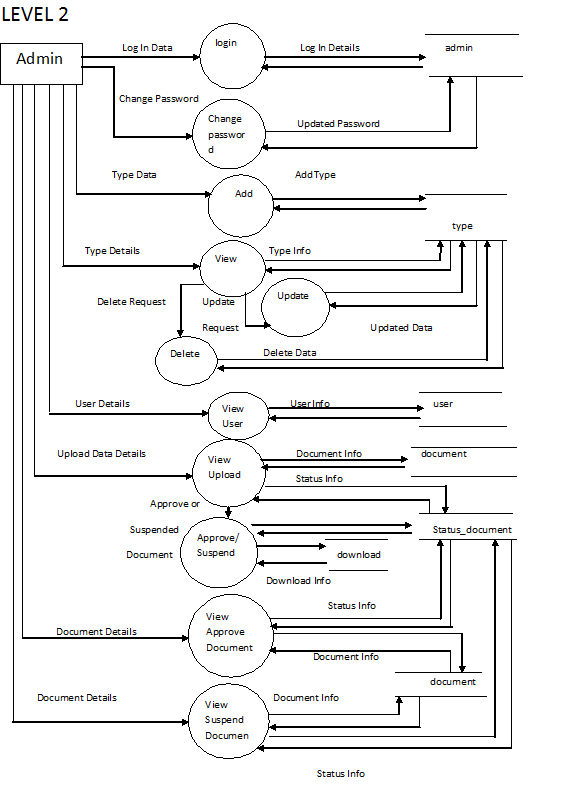 LEVEL 2
Admin
Log In Data
login
Log In Details
admin
Change Password
Change
passwor
d
Updated Password
Type Data
Add
Add Type
type
Type Details
View
Type Info
Delete Request
Update
Request
Update
Updated Data
Delete
Delete Data
User Details
View
User
User Info
user
Upload Data Details
View
Upload
Document Info
document
Status Info
Approve or
Suspended
Document
Approve/
Suspend
Status_document
download
Download Info
Status Info
View
Approve
Document
Document Details
Document Info
document
Document Details
View
Suspend
Documen
Document Info
Status Info